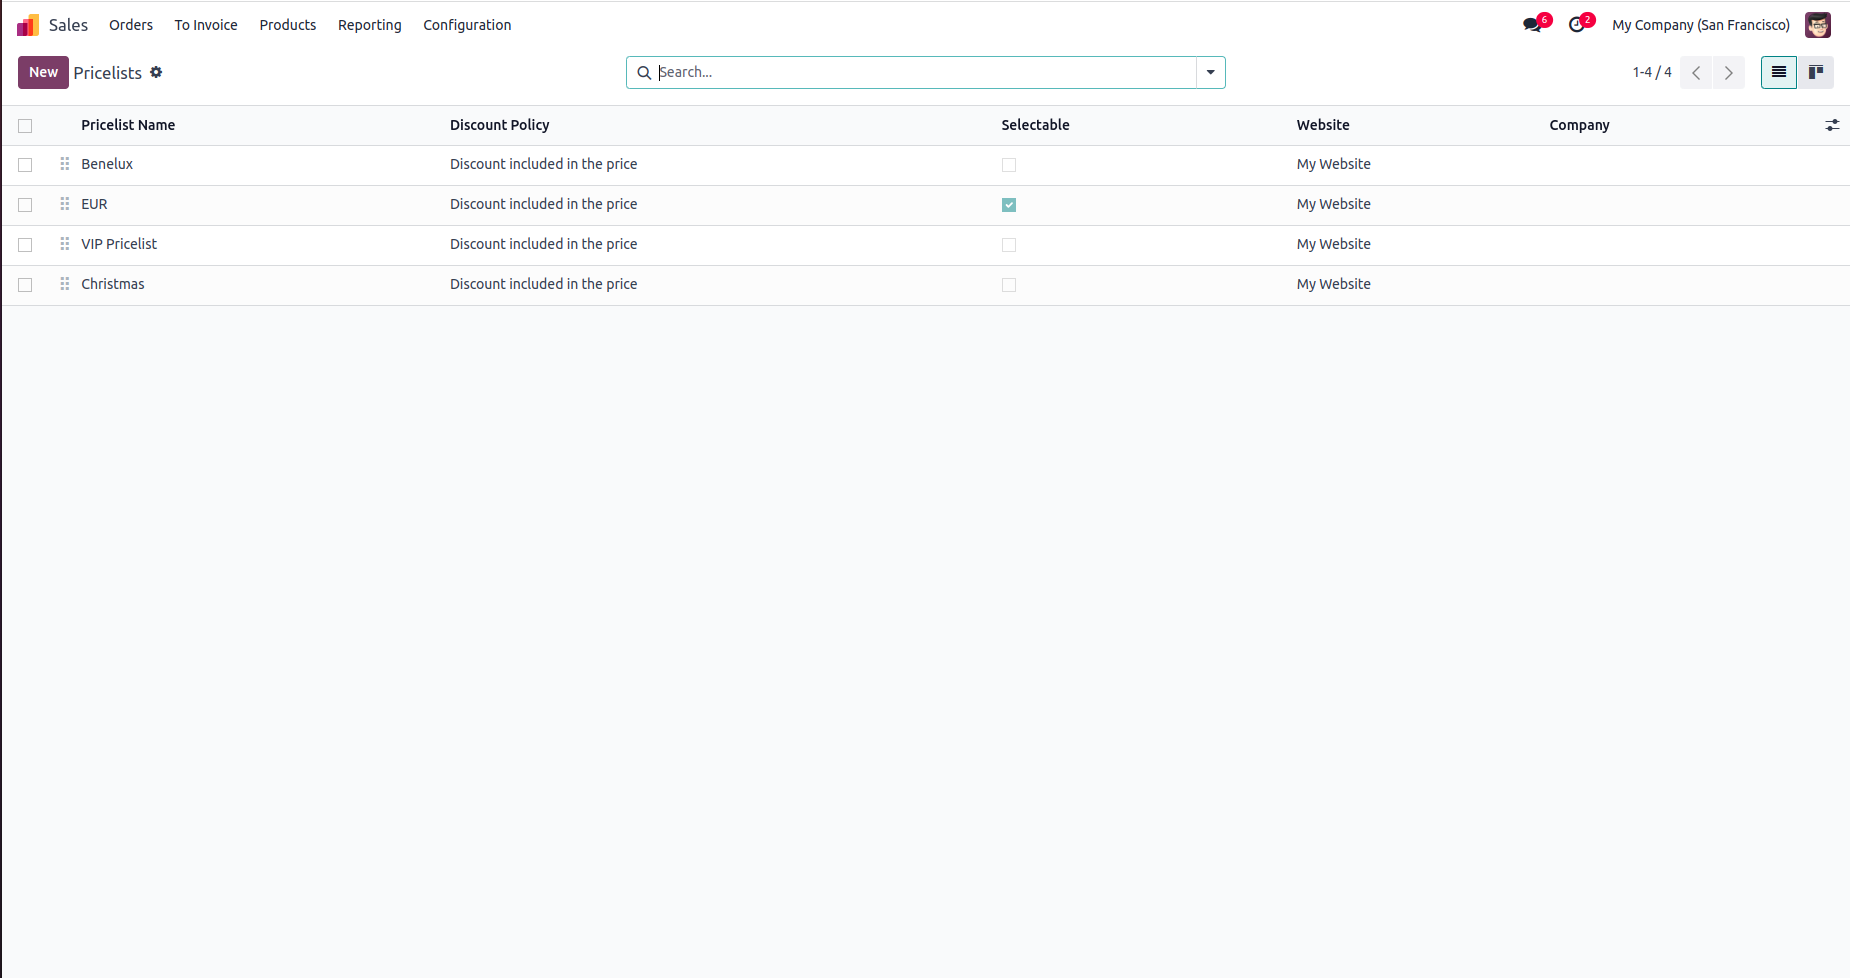 Sales Orders To Invoice Products Reporting Configuration 6 2 My Company (San Francisco)
New Pricelists Search... 1-4 / 4
Pricelist Name Discount Policy Selectable Website Company
Benelux Discount included in the price My Website
EUR Discount included in the price My Website
VIP Pricelist Discount included in the price My Website
Christmas Discount included in the price My Website